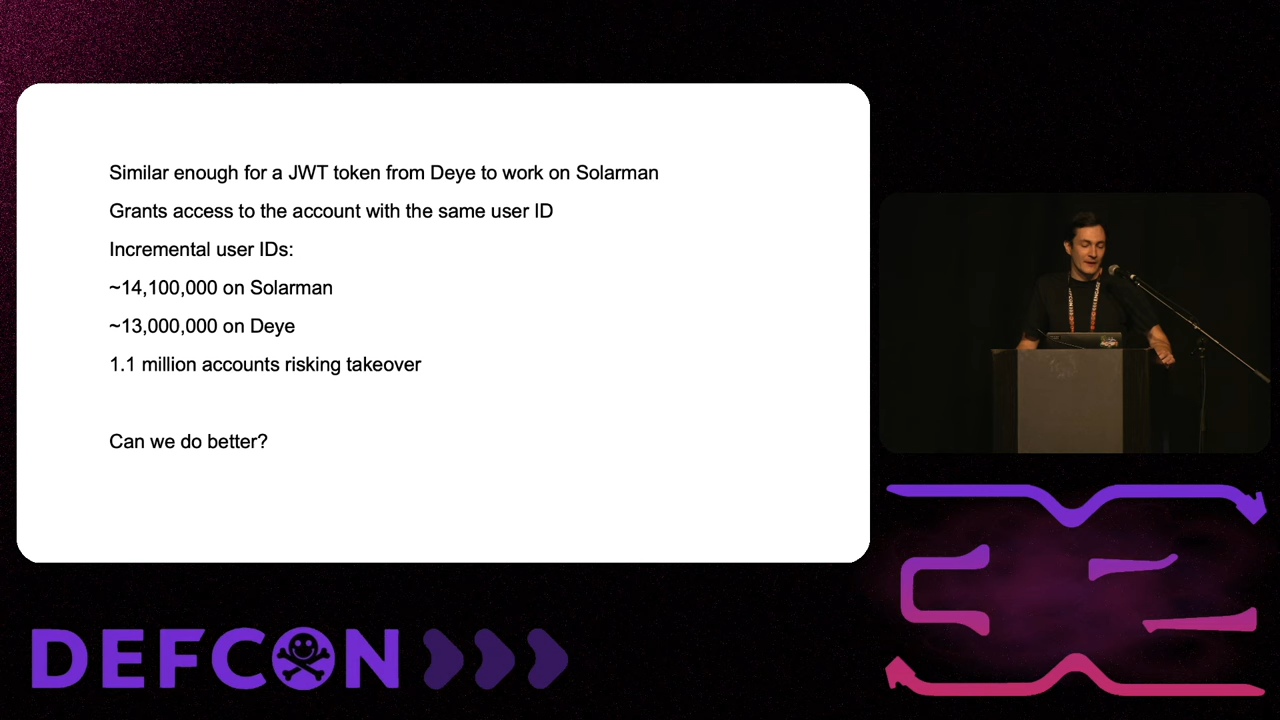 Similar enough for a JWT token from Deye to work on Solarman
Grants access to the account with the same user ID
Incremental user IDs:
~14,100,000 on Solarman
~13,000,000 on Deye
1.1 million accounts risking takeover
Can we do better?
DEFCON